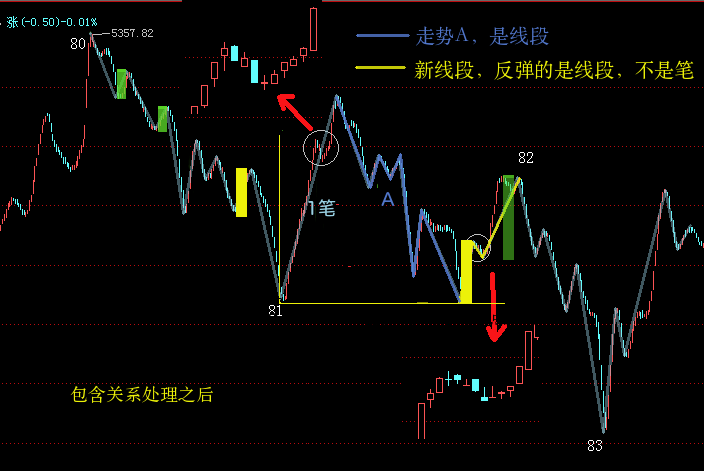 涨(-0.50)-0.01%
5357.82
80
走势A，是线段
新线段，反弹的是线段，不是笔
82
1笔
A
81
包含关系处理之后
83